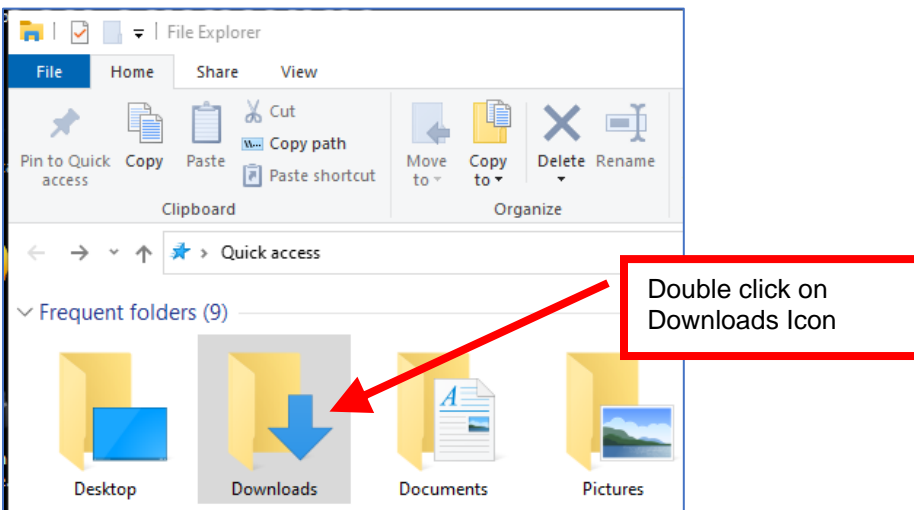 File Explorer
File Home Share View
Pin to Quick access
Copy
Paste
Cut
W... Copy path
Paste shortcut
Move to
Copy to
Delete
Rename
Clipboard
Organize
Quick access
Double click on
Downloads Icon
Frequent folders (9)
A
Desktop Downloads Documents Pictures